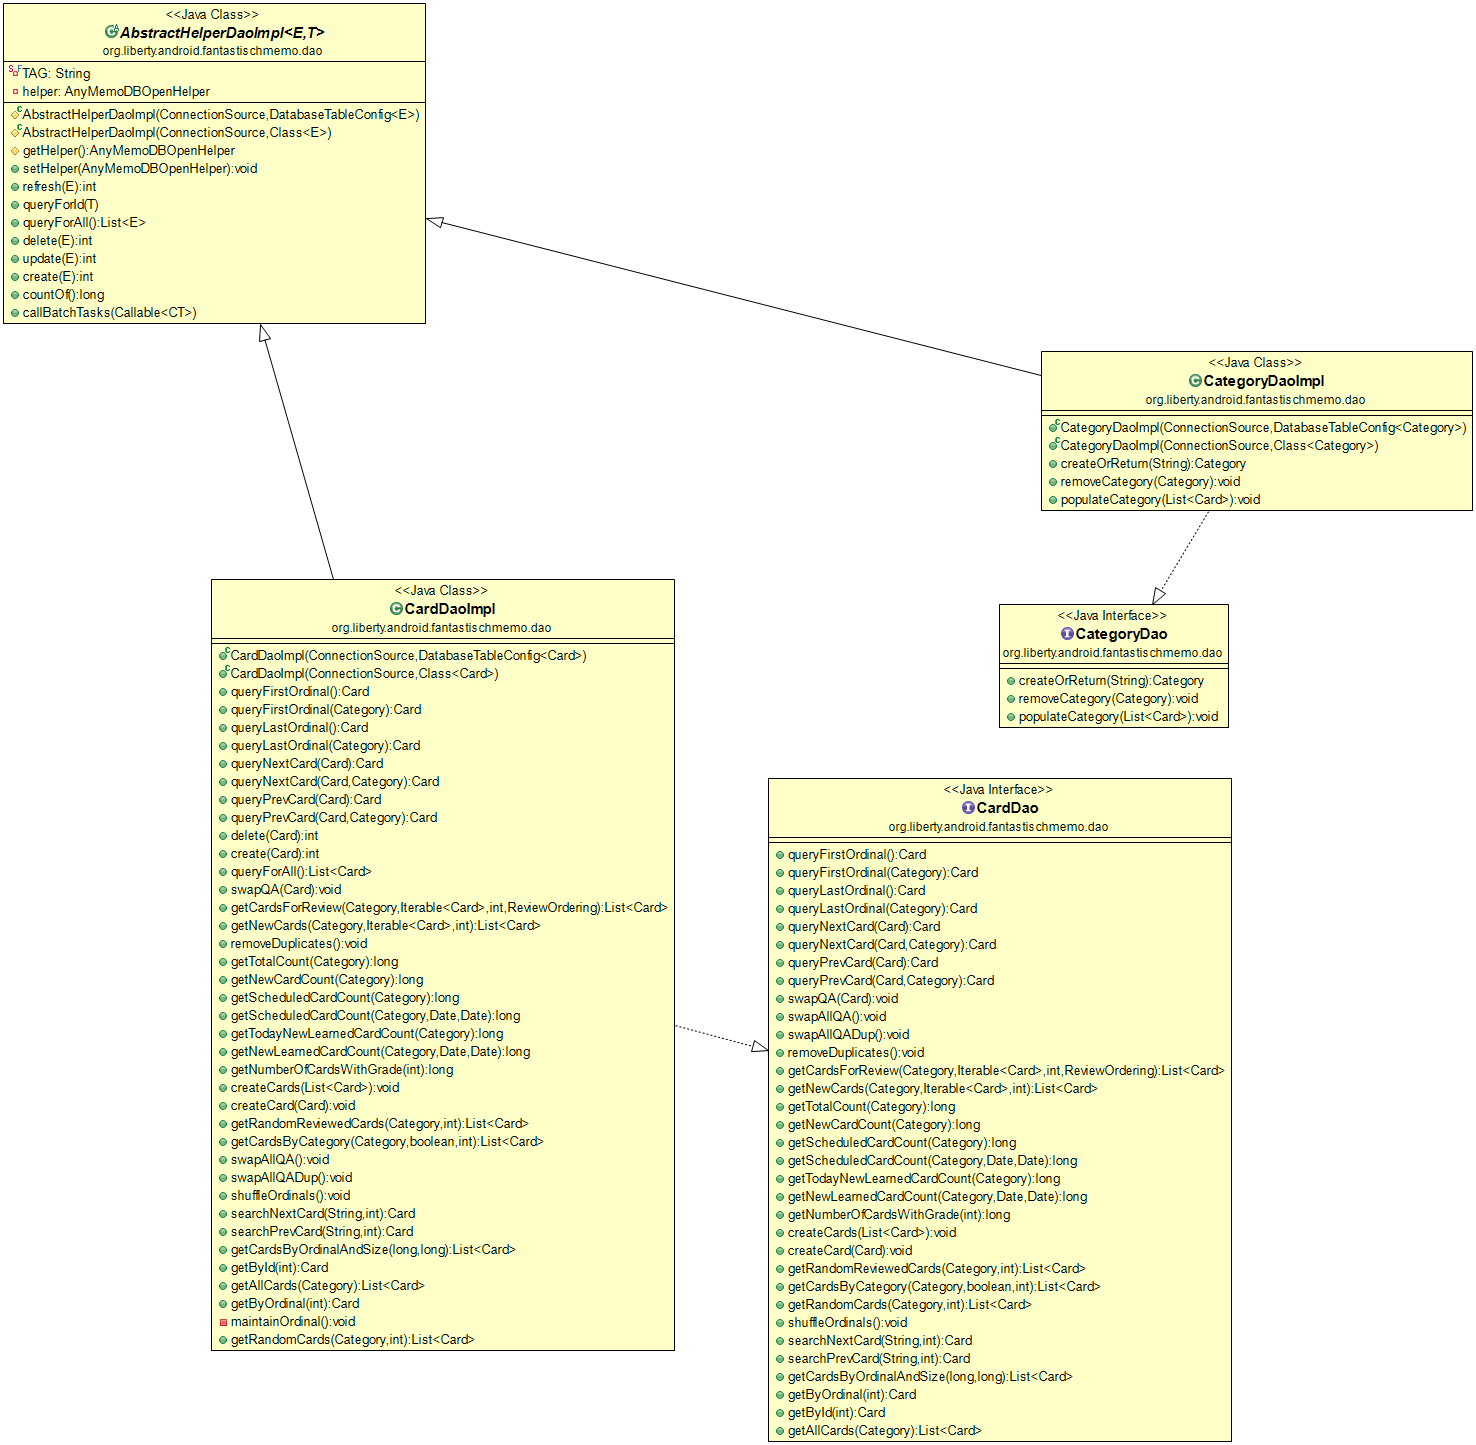 <<Java Class>>
AbstractHelperDaoImpl<E,T>
org.liberty.android.fantastischmemo.dao
TAG: String
helper: AnyMemoDBOpenHelper
AbstractHelperDaoImpl(ConnectionSource,DatabaseTableConfig<E>)
AbstractHelperDaoImpl(ConnectionSource,Class<E>)
getHelper():AnyMemoDBOpenHelper
setHelper(AnyMemoDBOpenHelper):void
refresh(E):int
queryForId(T)
queryForAll():List<E>
delete(E):int
update(E):int
create(E):int
countOf():long
callBatchTasks(Callable<CT>)
<<Java Class>>
CategoryDaoImpl
org.liberty.android.fantastischmemo.dao
CategoryDaoImpl(ConnectionSource,DatabaseTableConfig<Category>)
CategoryDaoImpl(ConnectionSource,Class<Category>)
createOrReturn(String):Category
removeCategory(Category):void
populateCategory(List<Card>):void
<<Java Class>>
CardDaoImpl
org.liberty.android.fantastischmemo.dao
CardDaoImpl(ConnectionSource,DatabaseTableConfig<Card>)
CardDaoImpl(ConnectionSource,Class<Card>)
queryFirstOrdinal():Card
queryFirstOrdinal(Category):Card
queryLastOrdinal():Card
queryLastOrdinal(Category):Card
queryNextCard(Card):Card
queryNextCard(Card,Category):Card
queryPrevCard(Card):Card
queryPrevCard(Card,Category):Card
delete(Card):int
create(Card):int
queryForAll():List<Card>
swapQA(Card):void
getCardsForReview(Category,Iterable<Card>,int,ReviewOrdering):List<Card>
getNewCards(Category,Iterable<Card>,int):List<Card>
removeDuplicates():void
getTotalCount(Category):long
getNewCardCount(Category):long
getScheduledCardCount(Category):long
getScheduledCardCount(Category,Date,Date):long
getTodayNewLearnedCardCount(Category):long
getNewLearnedCardCount(Category,Date,Date):long
getNumberOfCardsWithGrade(int):long
createCards(List<Card>):void
createCard(Card):void
getRandomReviewedCards(Category,int):List<Card>
getCardsByCategory(Category,boolean,int):List<Card>
swapAllQA():void
swapAllQADup():void
shuffleOrdinals():void
searchNextCard(String,int):Card
searchPrevCard(String,int):Card
getCardsByOrdinalAndSize(long,long):List<Card>
getById(int):Card
getAllCards(Category):List<Card>
getByOrdinal(int):Card
maintainOrdinal():void
getRandomCards(Category,int):List<Card>
<<Java Interface>>
CategoryDao
org.liberty.android.fantastischmemo.dao
createOrReturn(String):Category
removeCategory(Category):void
populateCategory(List<Card>):void
<<Java Interface>>
CardDao
org.liberty.android.fantastischmemo.dao
queryFirstOrdinal():Card
queryFirstOrdinal(Category):Card
queryLastOrdinal():Card
queryLastOrdinal(Category):Card
queryNextCard(Card):Card
queryNextCard(Card,Category):Card
queryPrevCard(Card):Card
queryPrevCard(Card,Category):Card
swapQA(Card):void
swapAllQA():void
swapAllQADup():void
removeDuplicates():void
getCardsForReview(Category,Iterable<Card>,int,ReviewOrdering):List<Card>
getNewCards(Category,Iterable<Card>,int):List<Card>
getTotalCount(Category):long
getNewCardCount(Category):long
getScheduledCardCount(Category):long
getScheduledCardCount(Category,Date,Date):long
getTodayNewLearnedCardCount(Category):long
getNewLearnedCardCount(Category,Date,Date):long
getNumberOfCardsWithGrade(int):long
createCards(List<Card>):void
createCard(Card):void
getRandomReviewedCards(Category,int):List<Card>
getCardsByCategory(Category,boolean,int):List<Card>
getRandomCards(Category,int):List<Card>
shuffleOrdinals():void
searchNextCard(String,int):Card
searchPrevCard(String,int):Card
getCardsByOrdinalAndSize(long,long):List<Card>
getByOrdinal(int):Card
getById(int):Card
getAllCards(Category):List<Card>